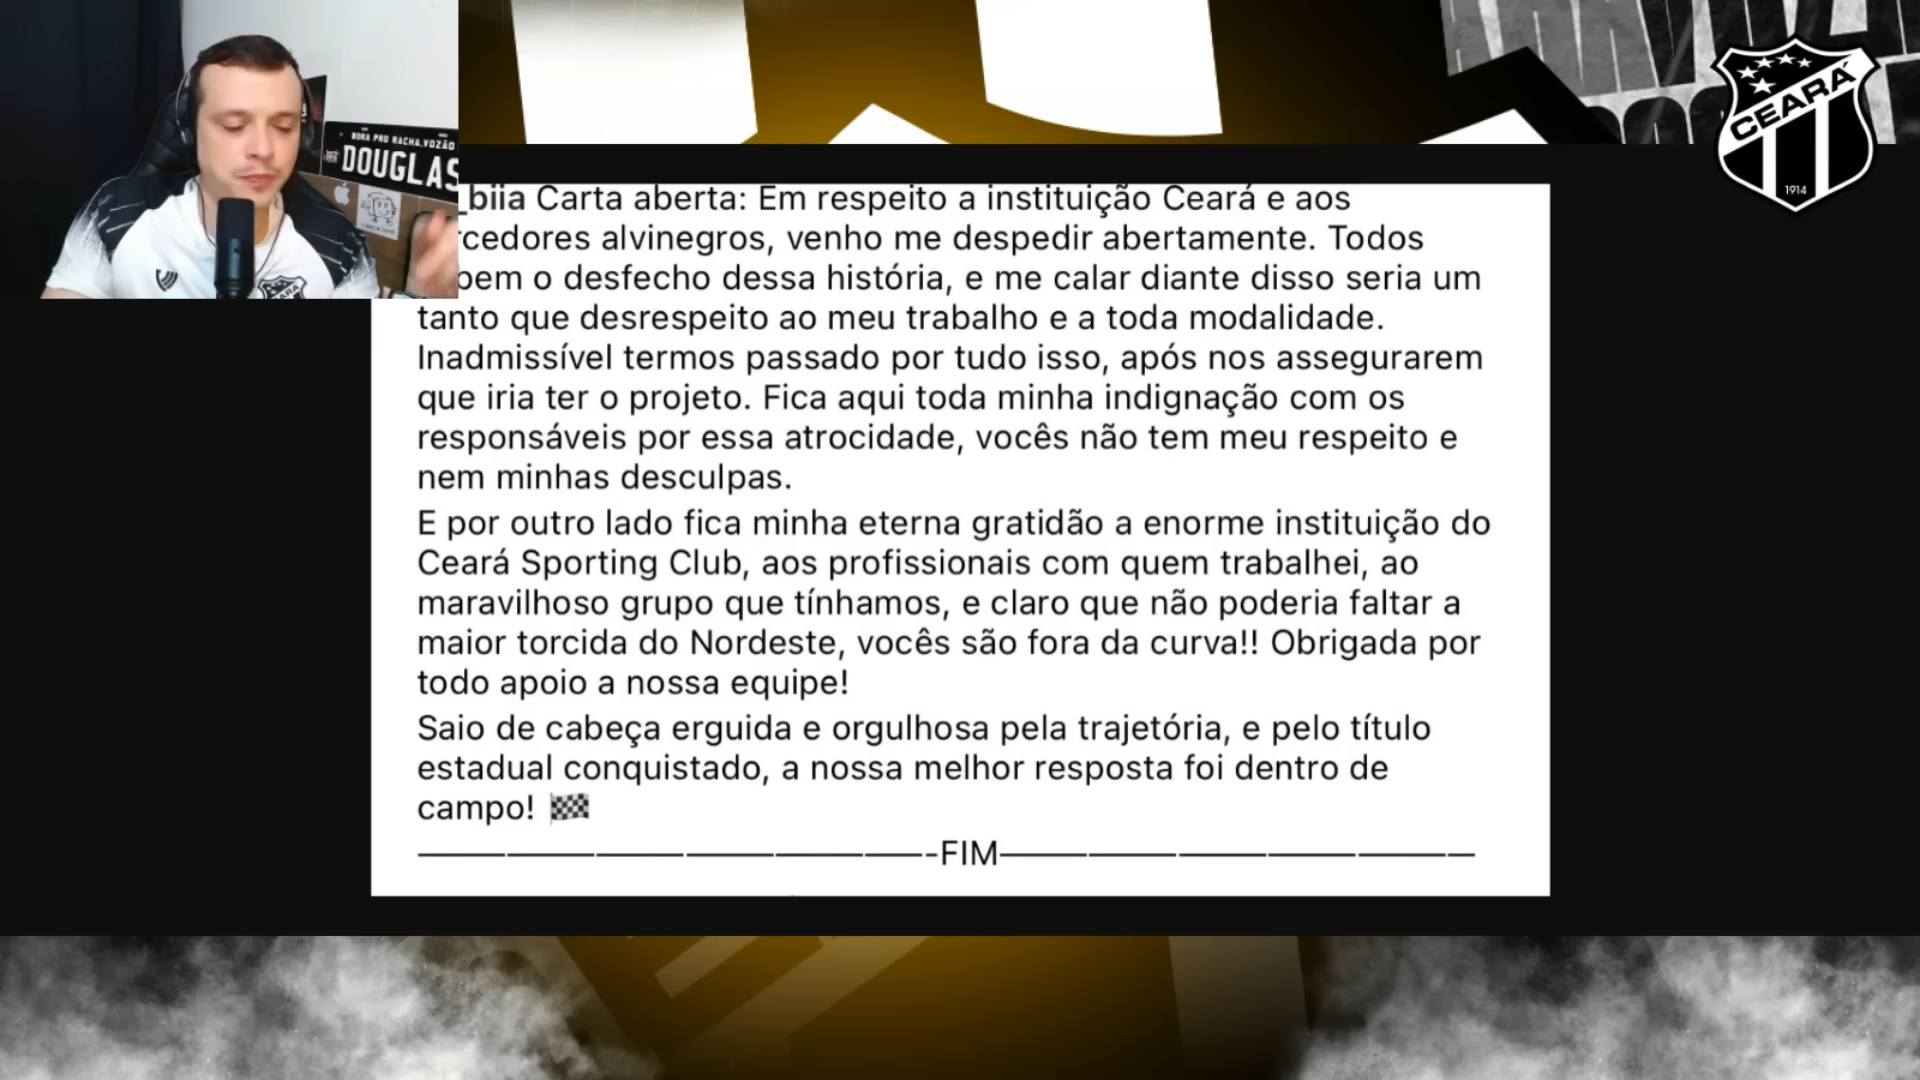 BORA PRO RACHA,VOZÃO
DOUGLAS
CEARÁ
1914
_biia Carta aberta: Em respeito a instituição Ceará e aos
rcedores alvinegros, venho me despedir abertamente. Todos
bem o desfecho dessa história, e me calar diante disso seria um
tanto que desrespeito ao meu trabalho e a toda modalidade.
Inadmissível termos passado por tudo isso, após nos assegurarem
que iria ter o projeto. Fica aqui toda minha indignação com os
responsáveis por essa atrocidade, vocês não tem meu respeito e
nem minhas desculpas.
E por outro lado fica minha eterna gratidão a enorme instituição do
Ceará Sporting Club, aos profissionais com quem trabalhei, ao
maravilhoso grupo que tínhamos, e claro que não poderia faltar a
maior torcida do Nordeste, vocês são fora da curva!! Obrigada por
todo apoio a nossa equipe!
Saio de cabeça erguida e orgulhosa pela trajetória, e pelo título
estadual conquistado, a nossa melhor resposta foi dentro de
campo! 🏁
——————————————-FIM————————————————